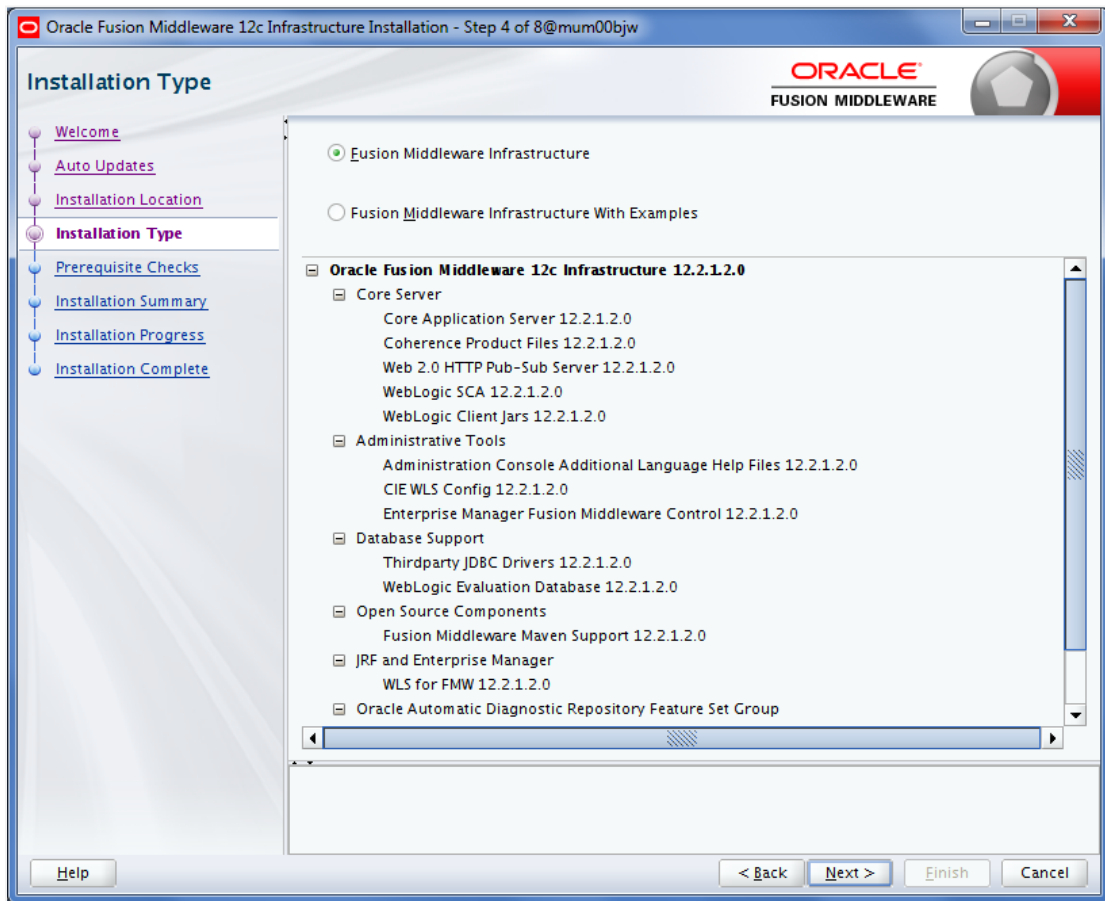 Oracle Fusion Middleware 12c Infrastructure Installation - Step 4 of 8@mum00bjw
Installation Type
ORACLE®
FUSION MIDDLEWARE
Welcome
Auto Updates
Installation Location
Installation Type
Prerequisite Checks
Installation Summary
Installation Progress
Installation Complete
Fusion Middleware Infrastructure
Fusion Middleware Infrastructure With Examples
Oracle Fusion Middleware 12c Infrastructure 12.2.1.2.0
Core Server
Core Application Server 12.2.1.2.0
Coherence Product Files 12.2.1.2.0
Web 2.0 HTTP Pub-Sub Server 12.2.1.2.0
WebLogic SCA 12.2.1.2.0
WebLogic Client Jars 12.2.1.2.0
Administrative Tools
Administration Console Additional Language Help Files 12.2.1.2.0
CIE WLS Config 12.2.1.2.0
Enterprise Manager Fusion Middleware Control 12.2.1.2.0
Database Support
Thirdparty JDBC Drivers 12.2.1.2.0
WebLogic Evaluation Database 12.2.1.2.0
Open Source Components
Fusion Middleware Maven Support 12.2.1.2.0
JRF and Enterprise Manager
WLS for FMW 12.2.1.2.0
Oracle Automatic Diagnostic Repository Feature Set Group
Help
< Back
Next >
Finish
Cancel